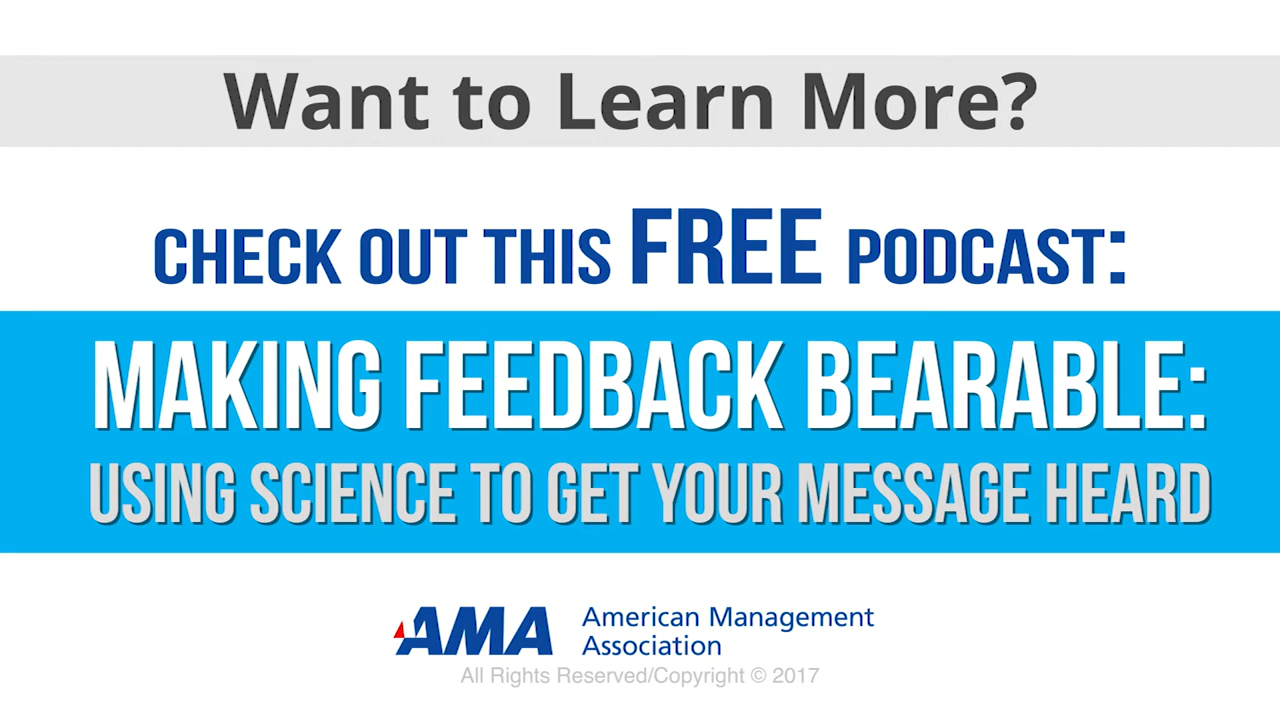 Want to Learn More?
CHECK OUT THIS FREE PODCAST:
MAKING FEEDBACK BEARABLE:
USING SCIENCE TO GET YOUR MESSAGE HEARD
AMA American Management
Association
All Rights Reserved/Copyright © 2017